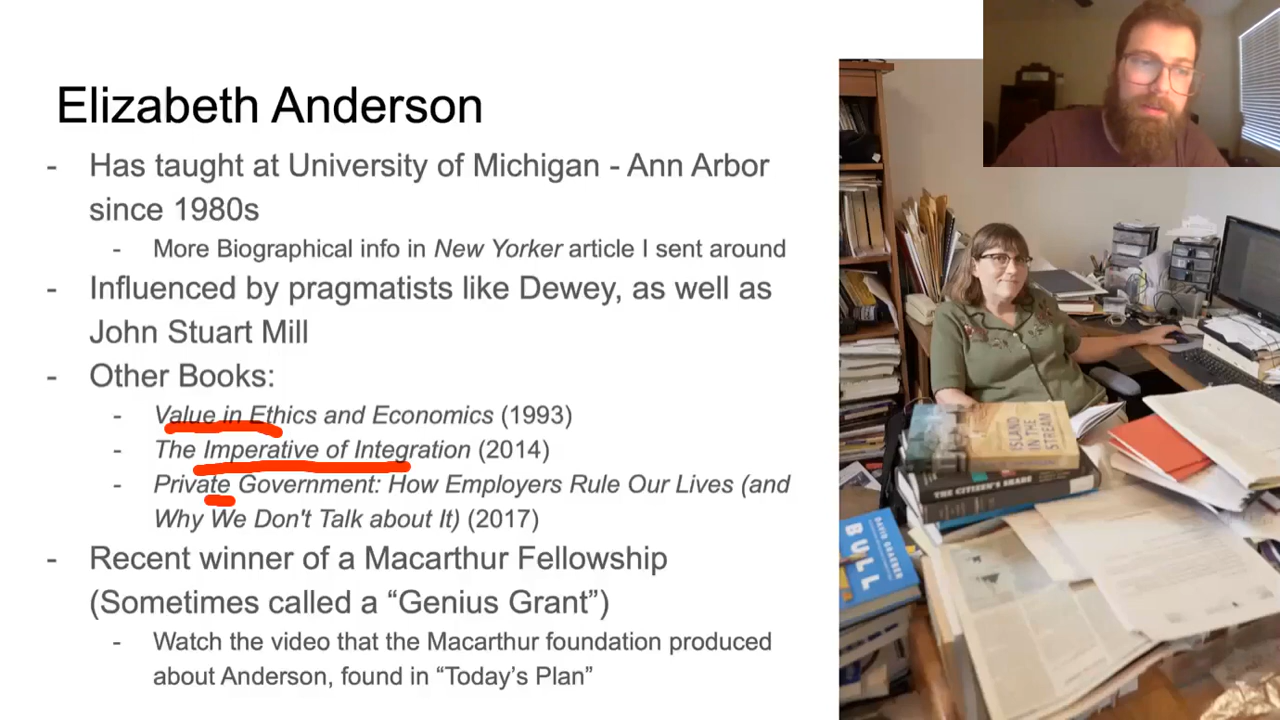 Elizabeth Anderson
- Has taught at University of Michigan - Ann Arbor
since 1980s
- More Biographical info in New Yorker article I sent around
- Influenced by pragmatists like Dewey, as well as
John Stuart Mill
- Other Books:
- Value in Ethics and Economics (1993)
- The Imperative of Integration (2014)
- Private Government: How Employers Rule Our Lives (and
Why We Don't Talk about It) (2017)
- Recent winner of a Macarthur Fellowship
(Sometimes called a “Genius Grant”)
- Watch the video that the Macarthur foundation produced
about Anderson, found in “Today’s Plan”
ISLAND
IN THE
STREAM
THE CITIZEN'S SHARE
DAVID GRAEBER
BULL